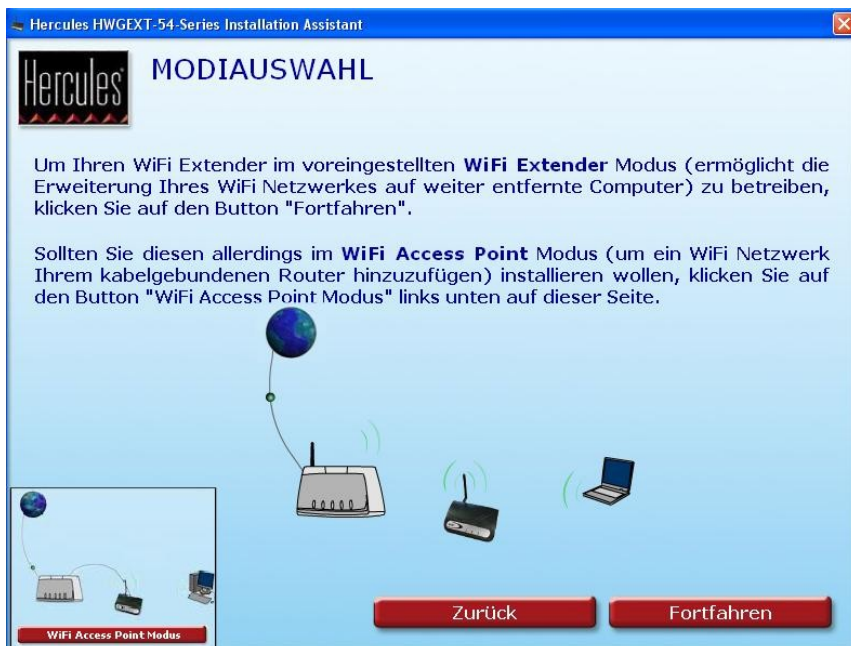 Hercules HWGEXT-54-Series Installation Assistant
Hercules
MODIAUSWAHL
Um Ihren WiFi Extender im voreingestellten WiFi Extender Modus (ermöglicht die
Erweiterung Ihres WiFi Netzwerkes auf weiter entfernte Computer) zu betreiben,
klicken Sie auf den Button "Fortfahren".
Sollten Sie diesen allerdings im WiFi Access Point Modus (um ein WiFi Netzwerk
Ihrem kabelgebundenen Router hinzuzufügen) installieren wollen, klicken Sie auf
den Button "WiFi Access Point Modus" links unten auf dieser Seite.
WiFi Access Point Modus
Zurück
Fortfahren